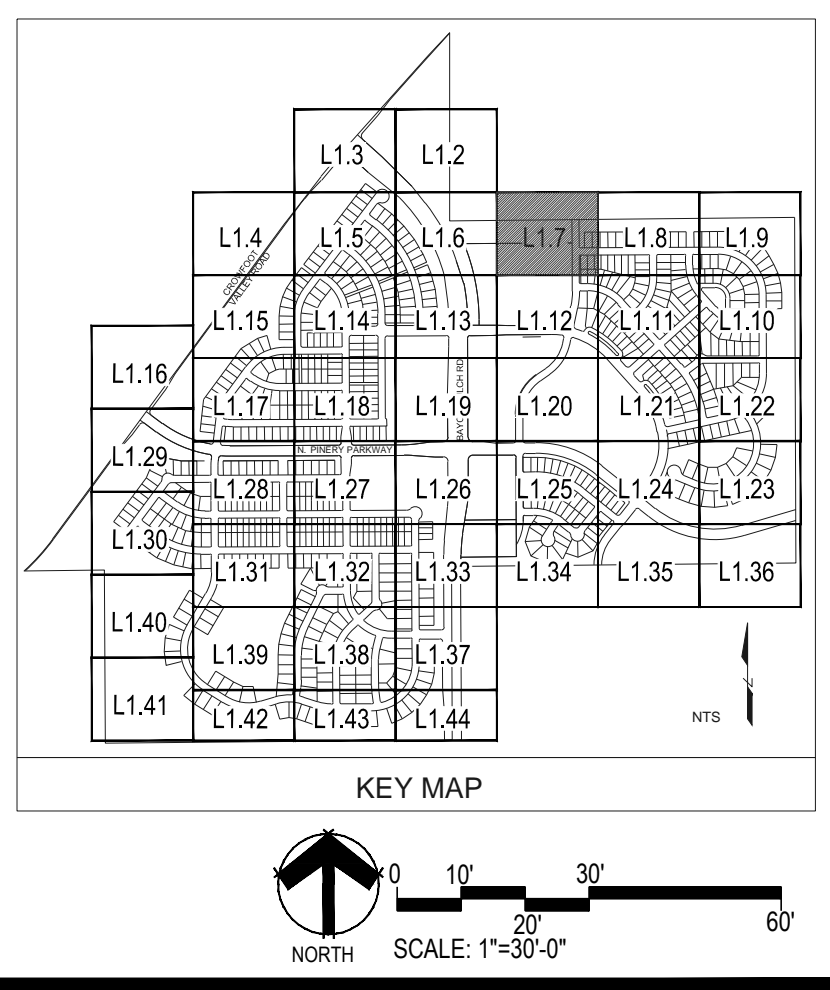 L1.3 L1.2
L1.4 L1.5 L1.6 L1.7 L1.8 L1.9
CROWFOOT
VALLEY ROAD
L1.15 L1.14 L1.13 L1.12 L1.11 L1.10
L1.16
L1.17 L1.18 L1.19 L1.20 L1.21 L1.22
N. PINERY PARKWAY
L1.29
L1.28 L1.27 L1.26 L1.25 L1.24 L1.23
L1.30
L1.31 L1.32 L1.33 L1.34 L1.35 L1.36
L1.40
L1.39 L1.38 L1.37
L1.41
L1.42 L1.43 L1.44
NTS
Z
KEY MAP
0 10' 30'
20' 60'
NORTH
SCALE: 1"=30'-0"